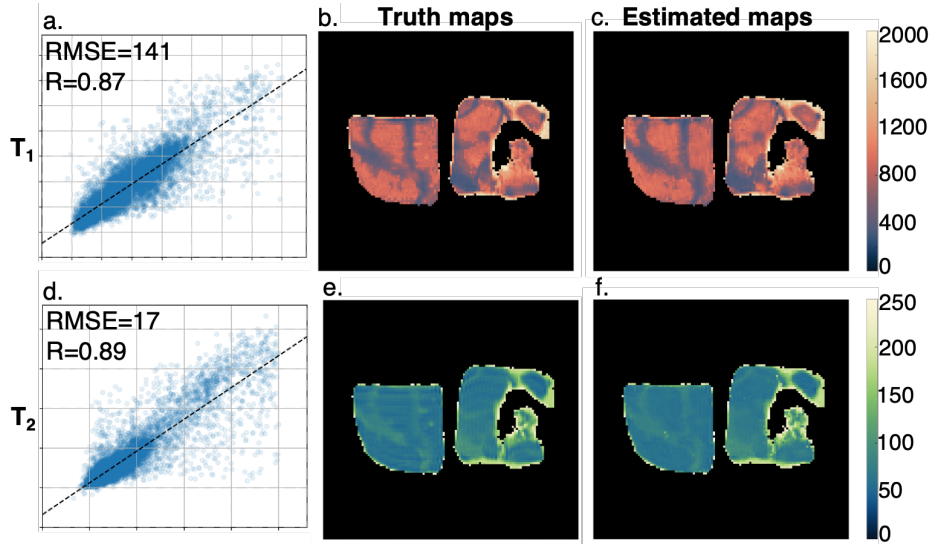 a.
RMSE=141
R=0.87
T1
b.
Truth maps
c.
Estimated maps
2000
1600
1200
800
400
0
d.
RMSE=17
R=0.89
T2
e.
f.
250
200
150
100
50
0